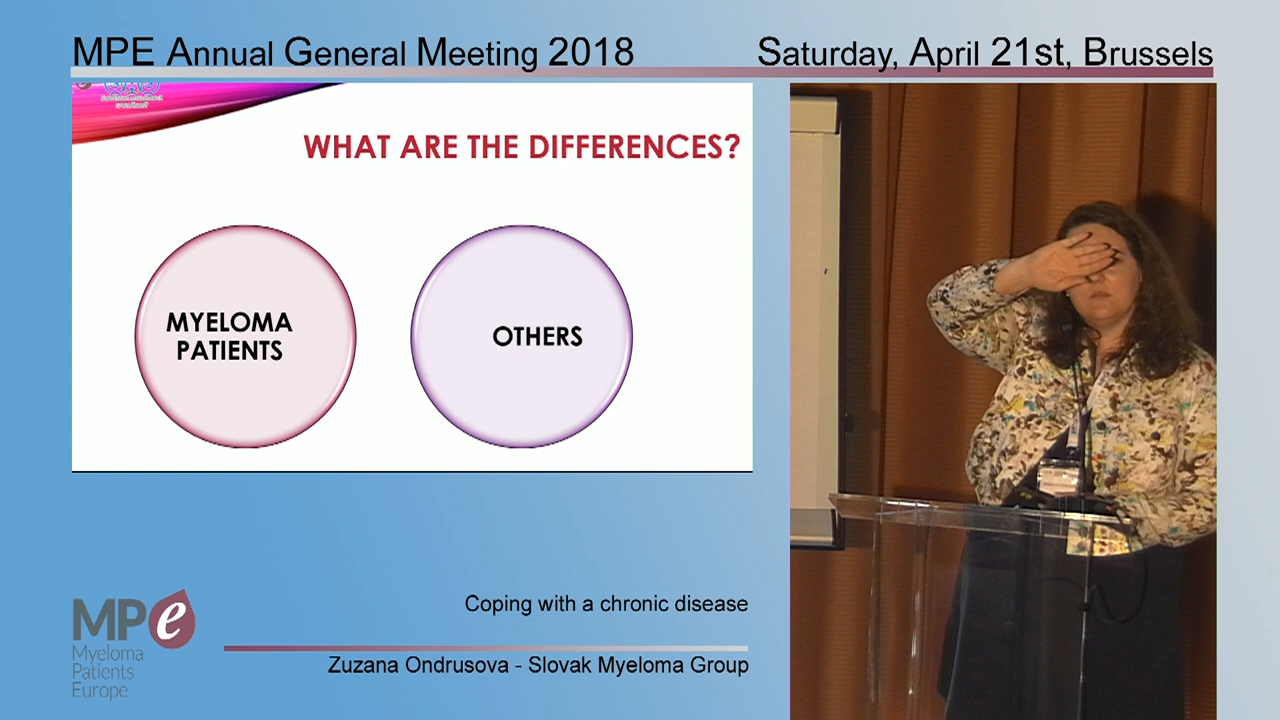 MPE Annual General Meeting 2018
Saturday, April 21st, Brussels
WHAT ARE THE DIFFERENCES?
MYELOMA
PATIENTS
OTHERS
Coping with a chronic disease
Zuzana Ondrusova - Slovak Myeloma Group
MPe
Myeloma
Patients
Europe